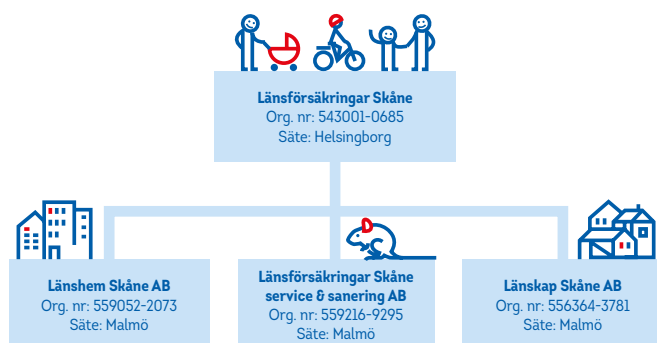 Länsförsäkringar Skåne
Org. nr: 543001-0685
Säte: Helsingborg
Länshem Skåne AB
Org. nr: 559052-2073
Säte: Malmö
Länsförsäkringar Skåne
service & sanering AB
Org. nr: 559216-9295
Säte: Malmö
Länskap Skåne AB
Org. nr: 556364-3781
Säte: Malmö